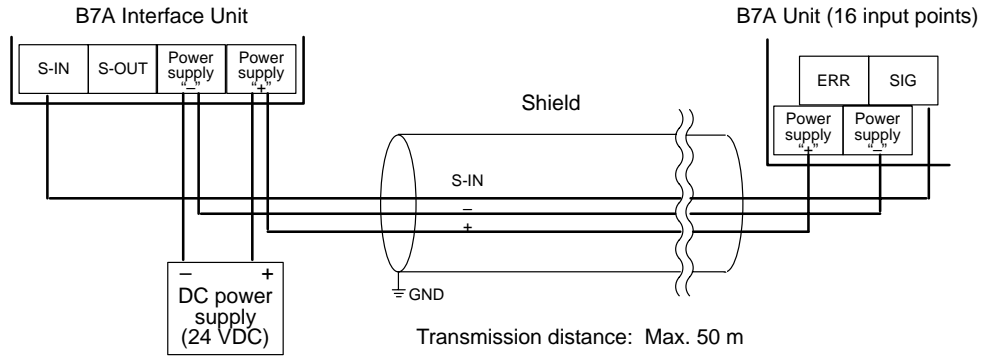 B7A Interface Unit
B7A Unit (16 input points)
S-IN
S-OUT
Power
supply
“–”
Power
supply
“+”
ERR
SIG
Power
supply
“+”
Power
supply
“–”
Shield
S-IN
–
+
– +
DC power
supply
(24 VDC)
GND
Transmission distance: Max. 50 m